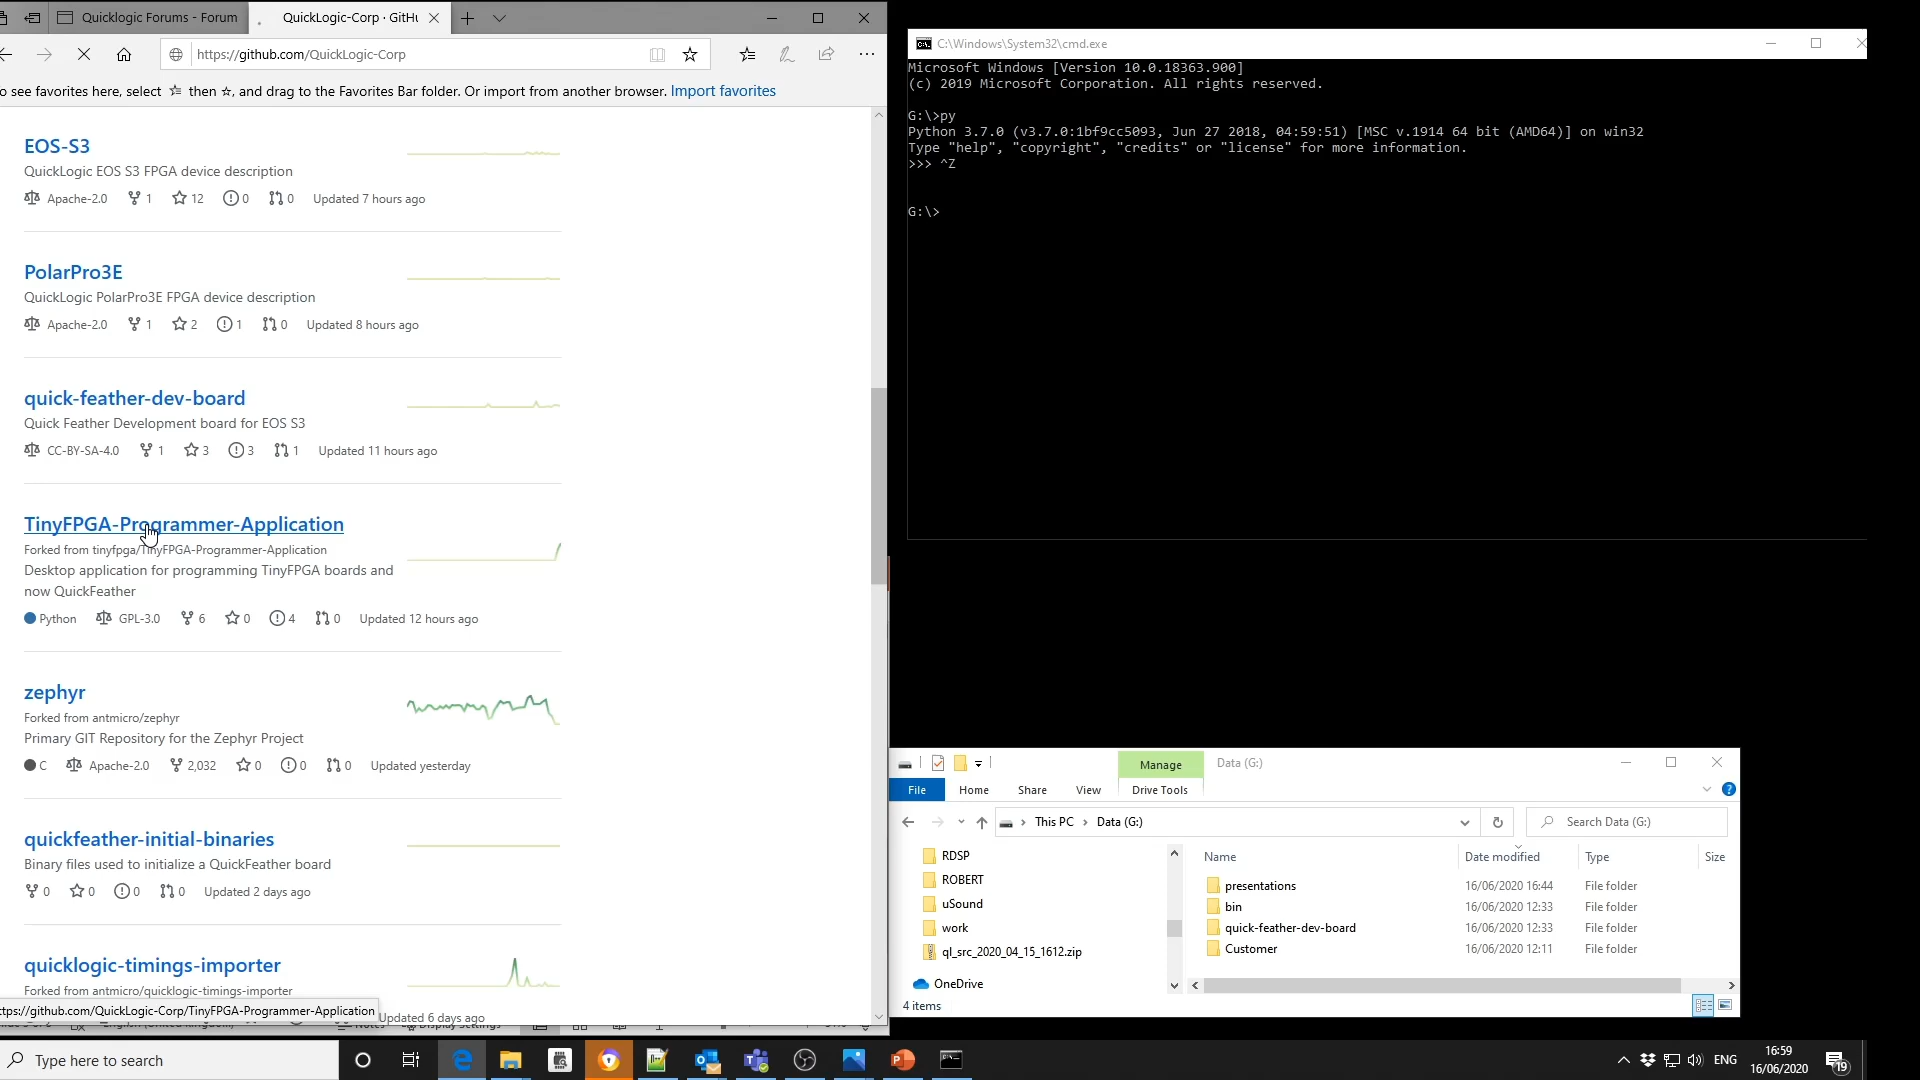 Quicklogic Forums - Forum
QuickLogic-Corp · GitHu
https://github.com/QuickLogic-Corp
o see favorites here, select then ☆, and drag to the Favorites Bar folder. Or import from another browser. Import favorites
EOS-S3
QuickLogic EOS S3 FPGA device description
Apache-2.0 1 12 0 0 Updated 7 hours ago
PolarPro3E
QuickLogic PolarPro3E FPGA device description
Apache-2.0 1 2 1 0 Updated 8 hours ago
quick-feather-dev-board
Quick Feather Development board for EOS S3
CC-BY-SA-4.0 1 3 3 1 Updated 11 hours ago
TinyFPGA-Programmer-Application
Forked from tinyfpga/TinyFPGA-Programmer-Application
Desktop application for programming TinyFPGA boards and
now QuickFeather
Python GPL-3.0 6 0 4 0 Updated 12 hours ago
zephyr
Forked from antmicro/zephyr
Primary GIT Repository for the Zephyr Project
C Apache-2.0 2,032 0 0 0 Updated yesterday
quickfeather-initial-binaries
Binary files used to initialize a QuickFeather board
0 0 0 0 Updated 2 days ago
quicklogic-timings-importer
Forked from antmicro/quicklogic-timings-importer
ttps://github.com/QuickLogic-Corp/TinyFPGA-Programmer-Application
Updated 6 days ago
C:\Windows\System32\cmd.exe
Microsoft Windows [Version 10.0.18363.900]
(c) 2019 Microsoft Corporation. All rights reserved.
G:\>py
Python 3.7.0 (v3.7.0:1bf9cc5093, Jun 27 2018, 04:59:51) [MSC v.1914 64 bit (AMD64)] on win32
Type "help", "copyright", "credits" or "license" for more information.
>>> ^Z
G:\>
Manage
Data (G:)
File Home Share View Drive Tools
This PC > Data (G:)
Search Data (G:)
RDSP
ROBERT
uSound
work
ql_src_2020_04_15_1612.zip
OneDrive
Name Date modified Type Size
presentations 16/06/2020 16:44 File folder
bin 16/06/2020 12:33 File folder
quick-feather-dev-board 16/06/2020 12:33 File folder
Customer 16/06/2020 12:11 File folder
4 items
Type here to search
ENG
16:59
16/06/2020
19